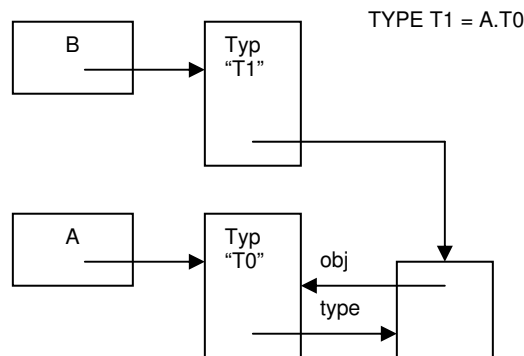 TYPE T1 = A.T0
B
Typ
“T1”
A
Typ
“T0”
obj
type